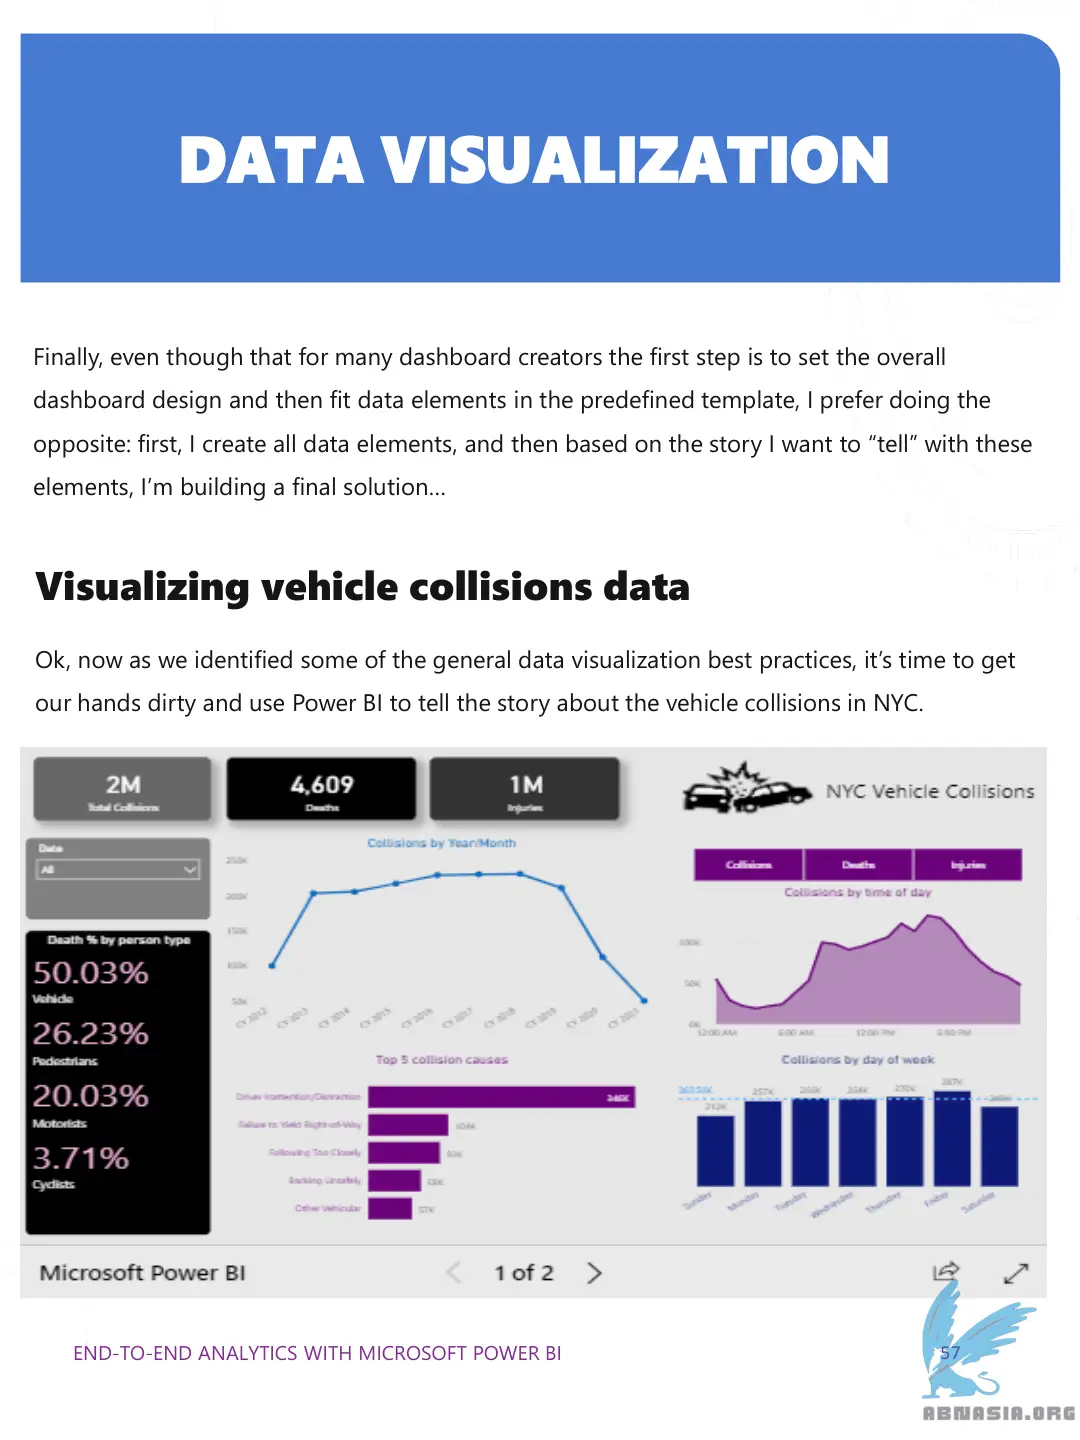 DATA VISUALIZATION
Finally, even though that for many dashboard creators the first step is to set the overall
dashboard design and then fit data elements in the predefined template, I prefer doing the
opposite: first, I create all data elements, and then based on the story I want to “tell” with these
elements, I’m building a final solution...
Visualizing vehicle collisions data
Ok, now as we identified some of the general data visualization best practices, it’s time to get
our hands dirty and use Power BI to tell the story about the vehicle collisions in NYC.
2M
Total Collisions
4,609
Deaths
1M
Injuries
NYC Vehicle Collisions
Date
All
Collisions by Year/Month
250K
200K
150K
100K
50K
CY 2012 CY 2013 CY 2014 CY 2015 CY 2016 CY 2017 CY 2018 CY 2019 CY 2020 CY 2021
Collisions Deaths Injuries
Collisions by time of day
100K
50K
0K
12:00 AM 6:00 AM 12:00 PM 6:00 PM
Death % by person type
50.03%
Vehicle
26.23%
Pedestrians
20.03%
Motorists
3.71%
Cyclists
Top 5 collision causes
Driver Inattention/Distraction 346K
Failure to Yield Right-of-Way
Following Too Closely
Backing Unsafely
Other Vehicular 57K
Collisions by day of week
212K 257K 270K 287K
Sunday Monday Tuesday Wednesday Thursday Friday Saturday
Microsoft Power BI
1 of 2
END-TO-END ANALYTICS WITH MICROSOFT POWER BI
57
ABNASIA.ORG